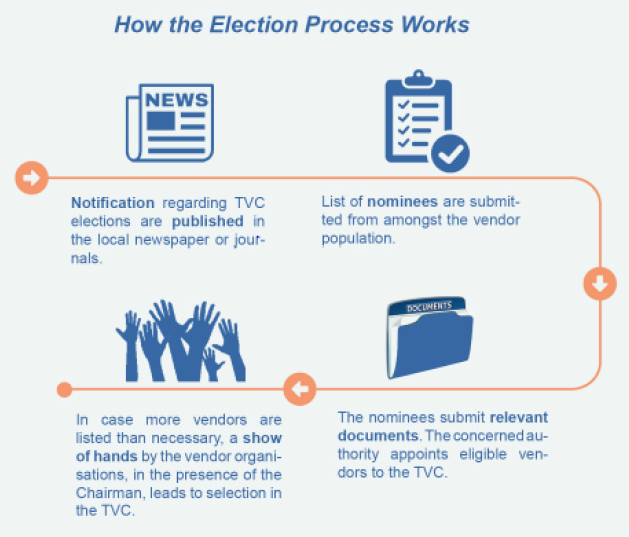 How the Election Process Works
NEWS
Notification regarding TVC
elections are published in
the local newspaper or jour-
nals.
List of nominees are submit-
ted from amongst the vendor
population.
DOCUMENTS
The nominees submit relevant
documents. The concerned au-
thority appoints eligible ven-
dors to the TVC.
In case more vendors are
listed than necessary, a show
of hands by the vendor organi-
sations, in the presence of the
Chairman, leads to selection in
the TVC.